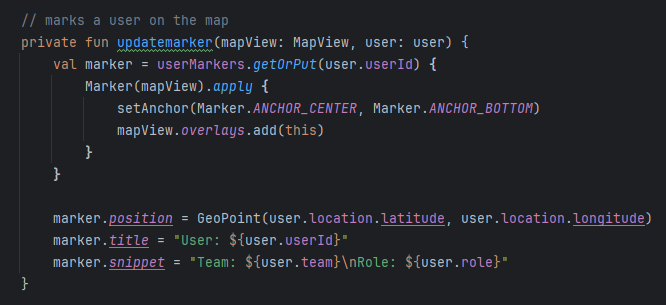 // marks a user on the map
private fun updatemarker(mapView: MapView, user: user) {
    val marker = userMarkers.getOrPut(user.userId) {
        Marker(mapView).apply {
            setAnchor(Marker.ANCHOR_CENTER, Marker.ANCHOR_BOTTOM)
            mapView.overlays.add(this)
        }
    }

    marker.position = GeoPoint(user.location.latitude, user.location.longitude)
    marker.title = "User: ${user.userId}"
    marker.snippet = "Team: ${user.team}\nRole: ${user.role}"
}